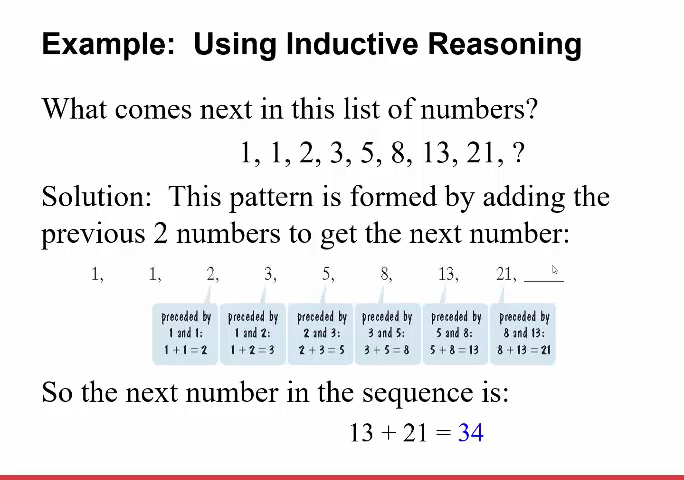 Example: Using Inductive Reasoning
What comes next in this list of numbers?
1, 1, 2, 3, 5, 8, 13, 21, ?
Solution: This pattern is formed by adding the
previous 2 numbers to get the next number:
1, 1, 2, 3, 5, 8, 13, 21, ____
preceded by 1 and 1: 1 + 1 = 2
preceded by 1 and 2: 1 + 2 = 3
preceded by 2 and 3: 2 + 3 = 5
preceded by 3 and 5: 3 + 5 = 8
preceded by 5 and 8: 5 + 8 = 13
preceded by 8 and 13: 8 + 13 = 21
So the next number in the sequence is:
13 + 21 = 34